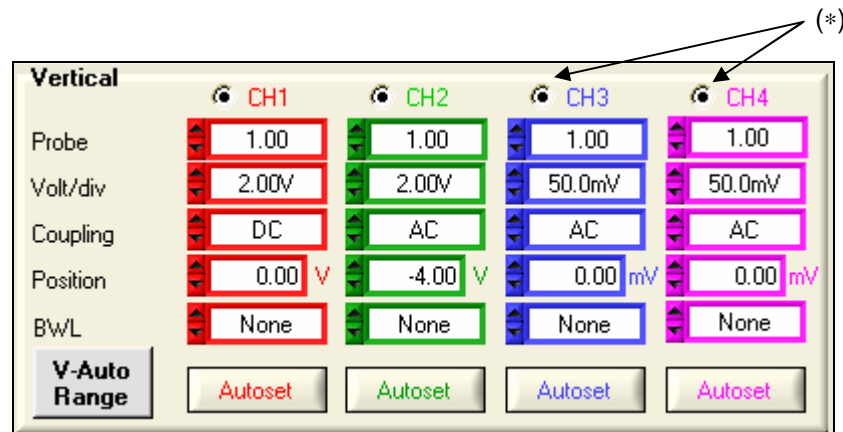 (*)
Vertical
CH1 CH2 CH3 CH4
Probe 1.00 1.00 1.00 1.00
Volt/div 2.00V 2.00V 50.0mV 50.0mV
Coupling DC AC AC AC
Position 0.00 V -4.00 V 0.00 mV 0.00 mV
BWL None None None None
V-Auto
Range
Autoset Autoset Autoset Autoset